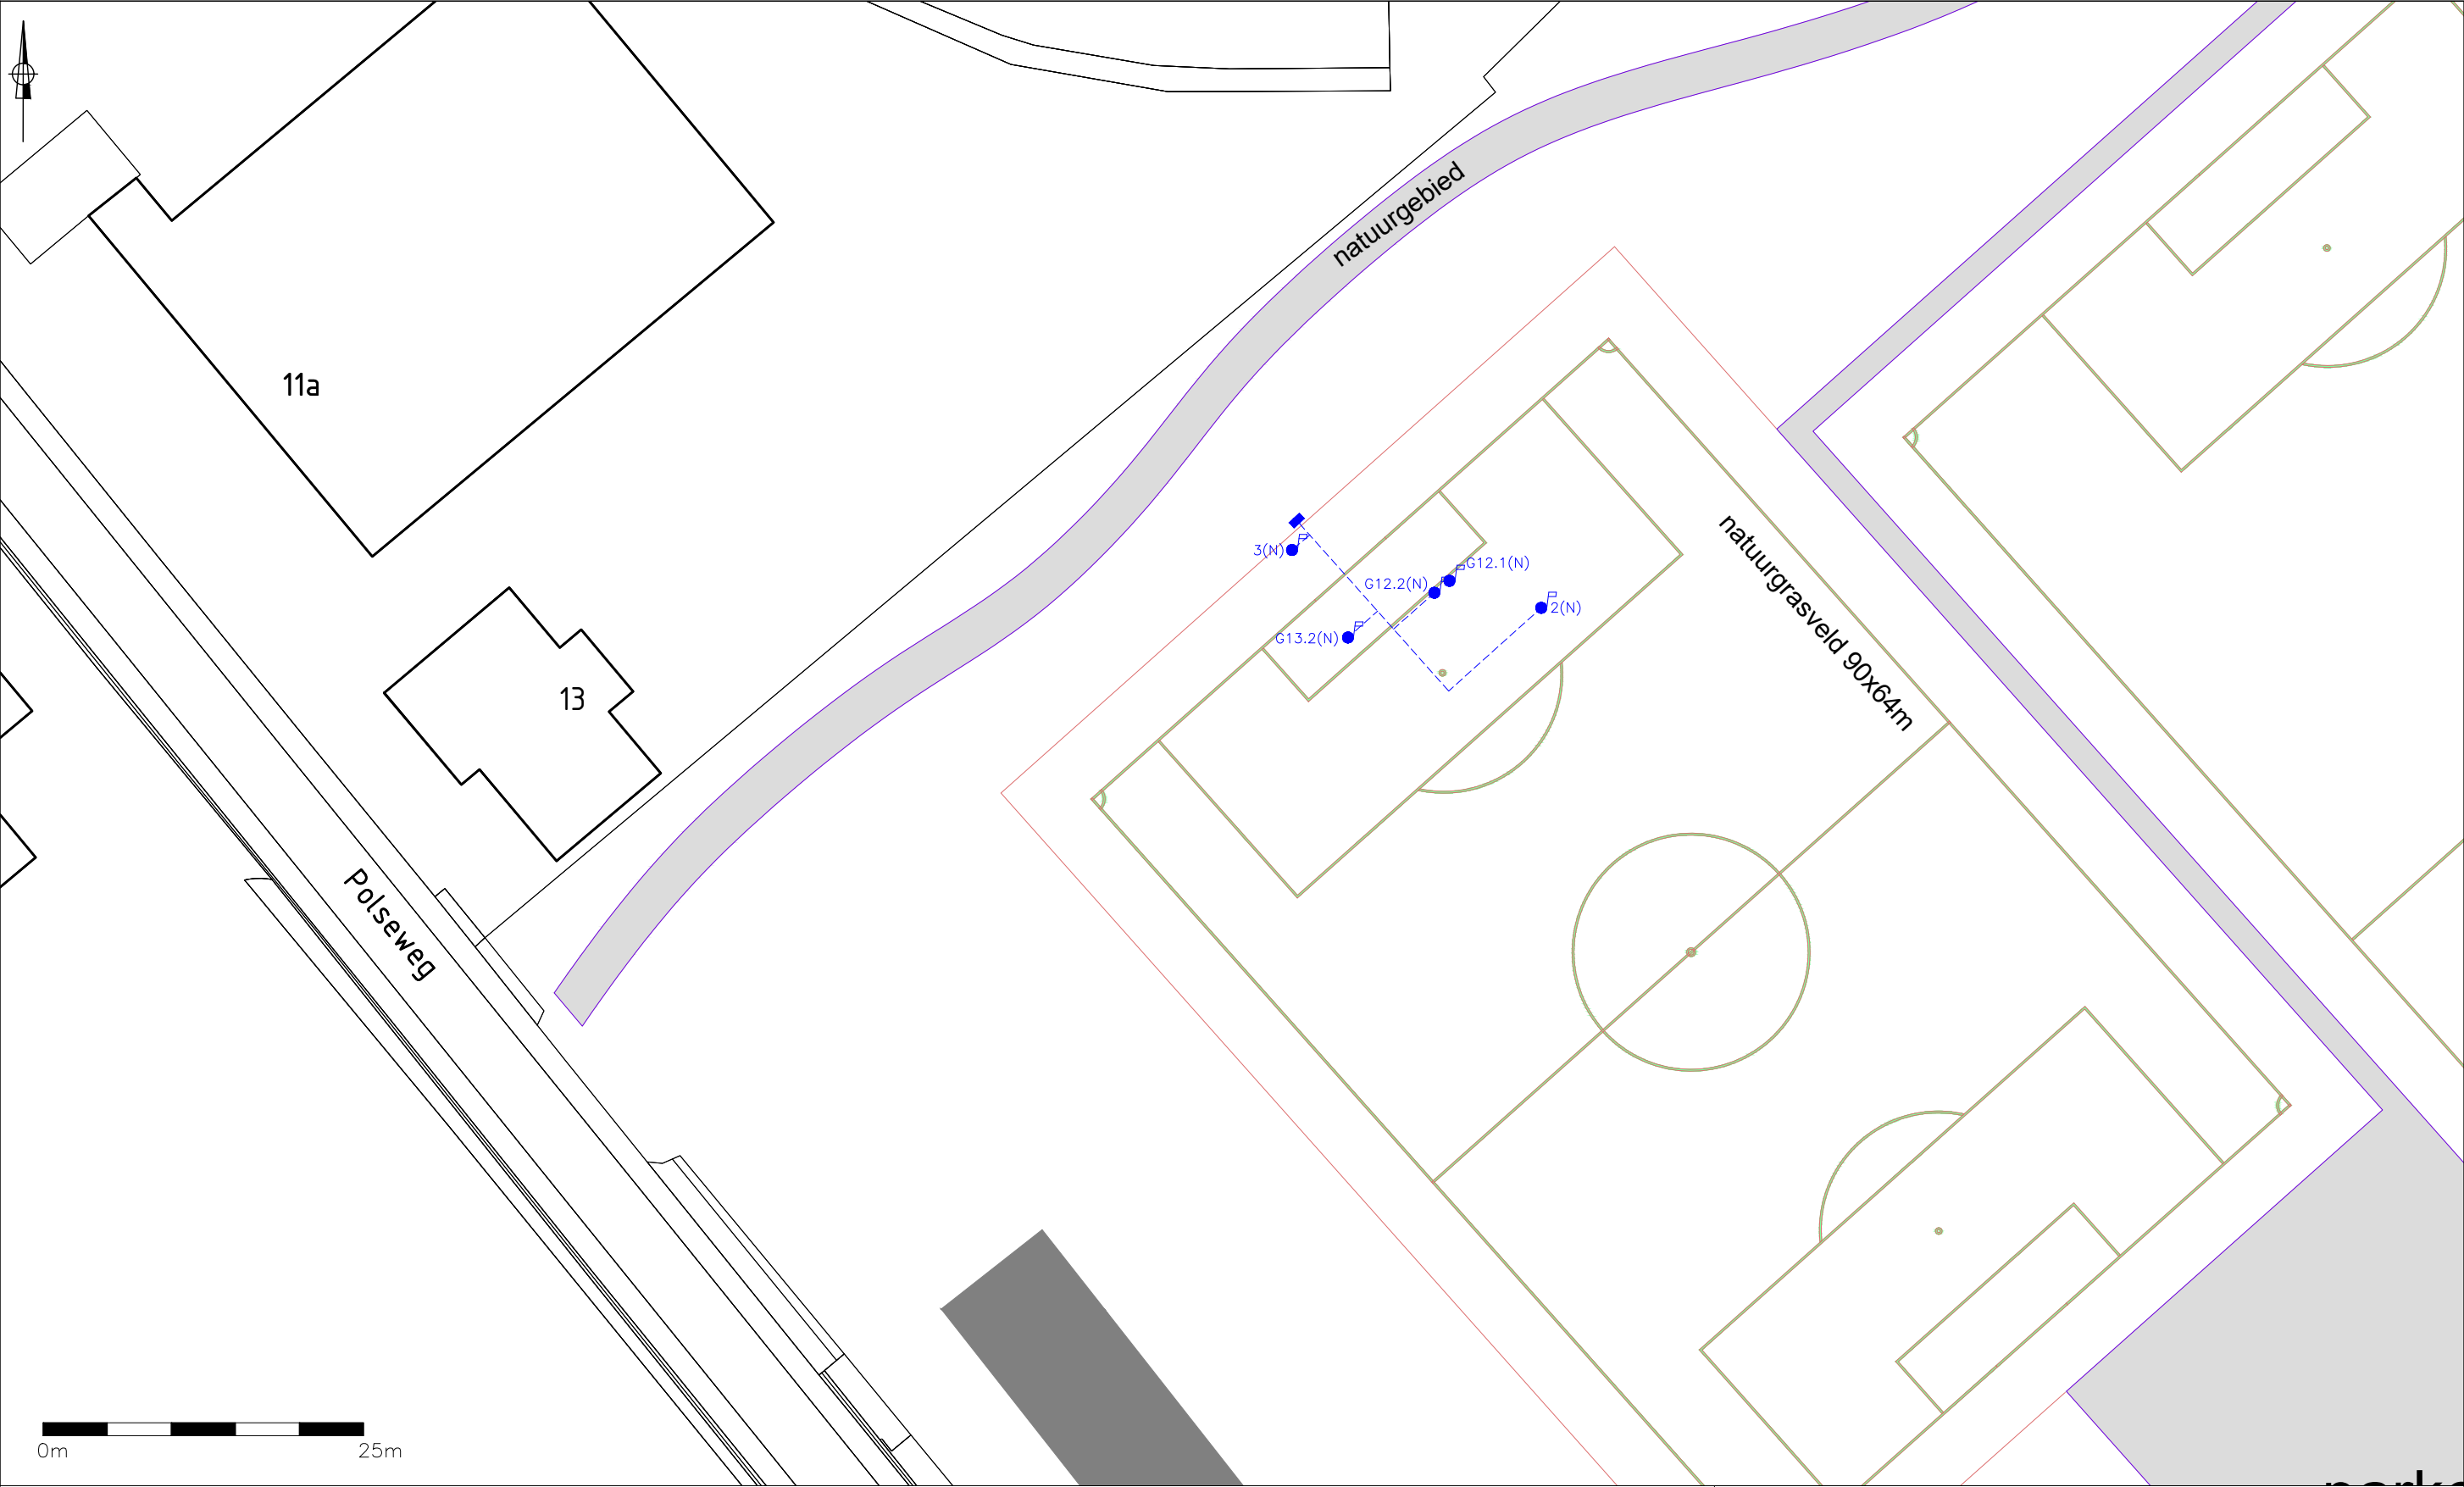 natuurgebied
11a
3(N)
G12.1(N)
G12.2(N)
2(N)
G13.2(N)
natuurgrasveld 90x64m
13
Polseweg
0m
25m